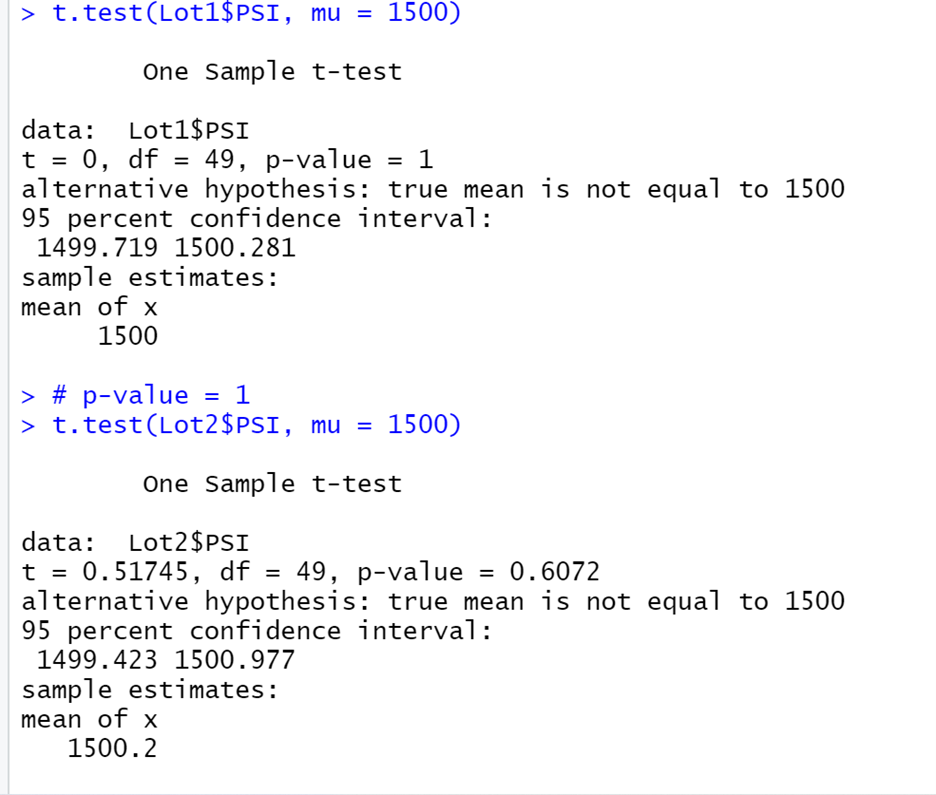 > t.test(Lot1$PSI, mu = 1500)
One Sample t-test
data:  Lot1$PSI
t = 0, df = 49, p-value = 1
alternative hypothesis: true mean is not equal to 1500
95 percent confidence interval:
1499.719 1500.281
sample estimates:
mean of x
1500
> # p-value = 1
> t.test(Lot2$PSI, mu = 1500)
One Sample t-test
data:  Lot2$PSI
t = 0.51745, df = 49, p-value = 0.6072
alternative hypothesis: true mean is not equal to 1500
95 percent confidence interval:
1499.423 1500.977
sample estimates:
mean of x
1500.2